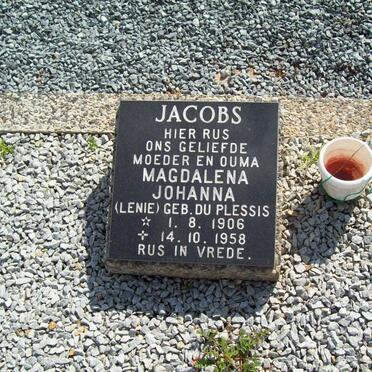 JACOBS
HIER RUS
ONS GELIEFDE
MOEDER EN OUMA
MAGDALENA
JOHANNA
(LENIE) GEB. DU PLESSIS
☆ 1. 8. 1906
✢ 14. 10. 1958
RUS IN VREDE.